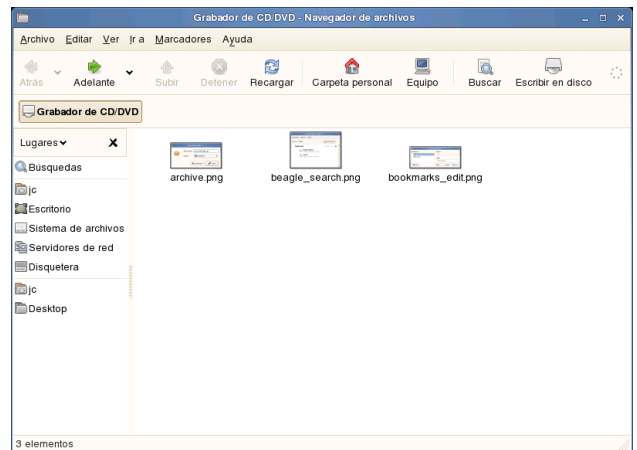 Grabador de CD/DVD - Navegador de archivos
Archivo Editar Ver Ir a Marcadores Ayuda
Atrás Adelante Subir Detener Recargar Carpeta personal Equipo Buscar Escribir en disco
Grabador de CD/DVD
Lugares
Búsquedas
jc
Escritorio
Sistema de archivos
Servidores de red
Disquetera
jc
Desktop
archive.png beagle_search.png bookmarks_edit.png
3 elementos